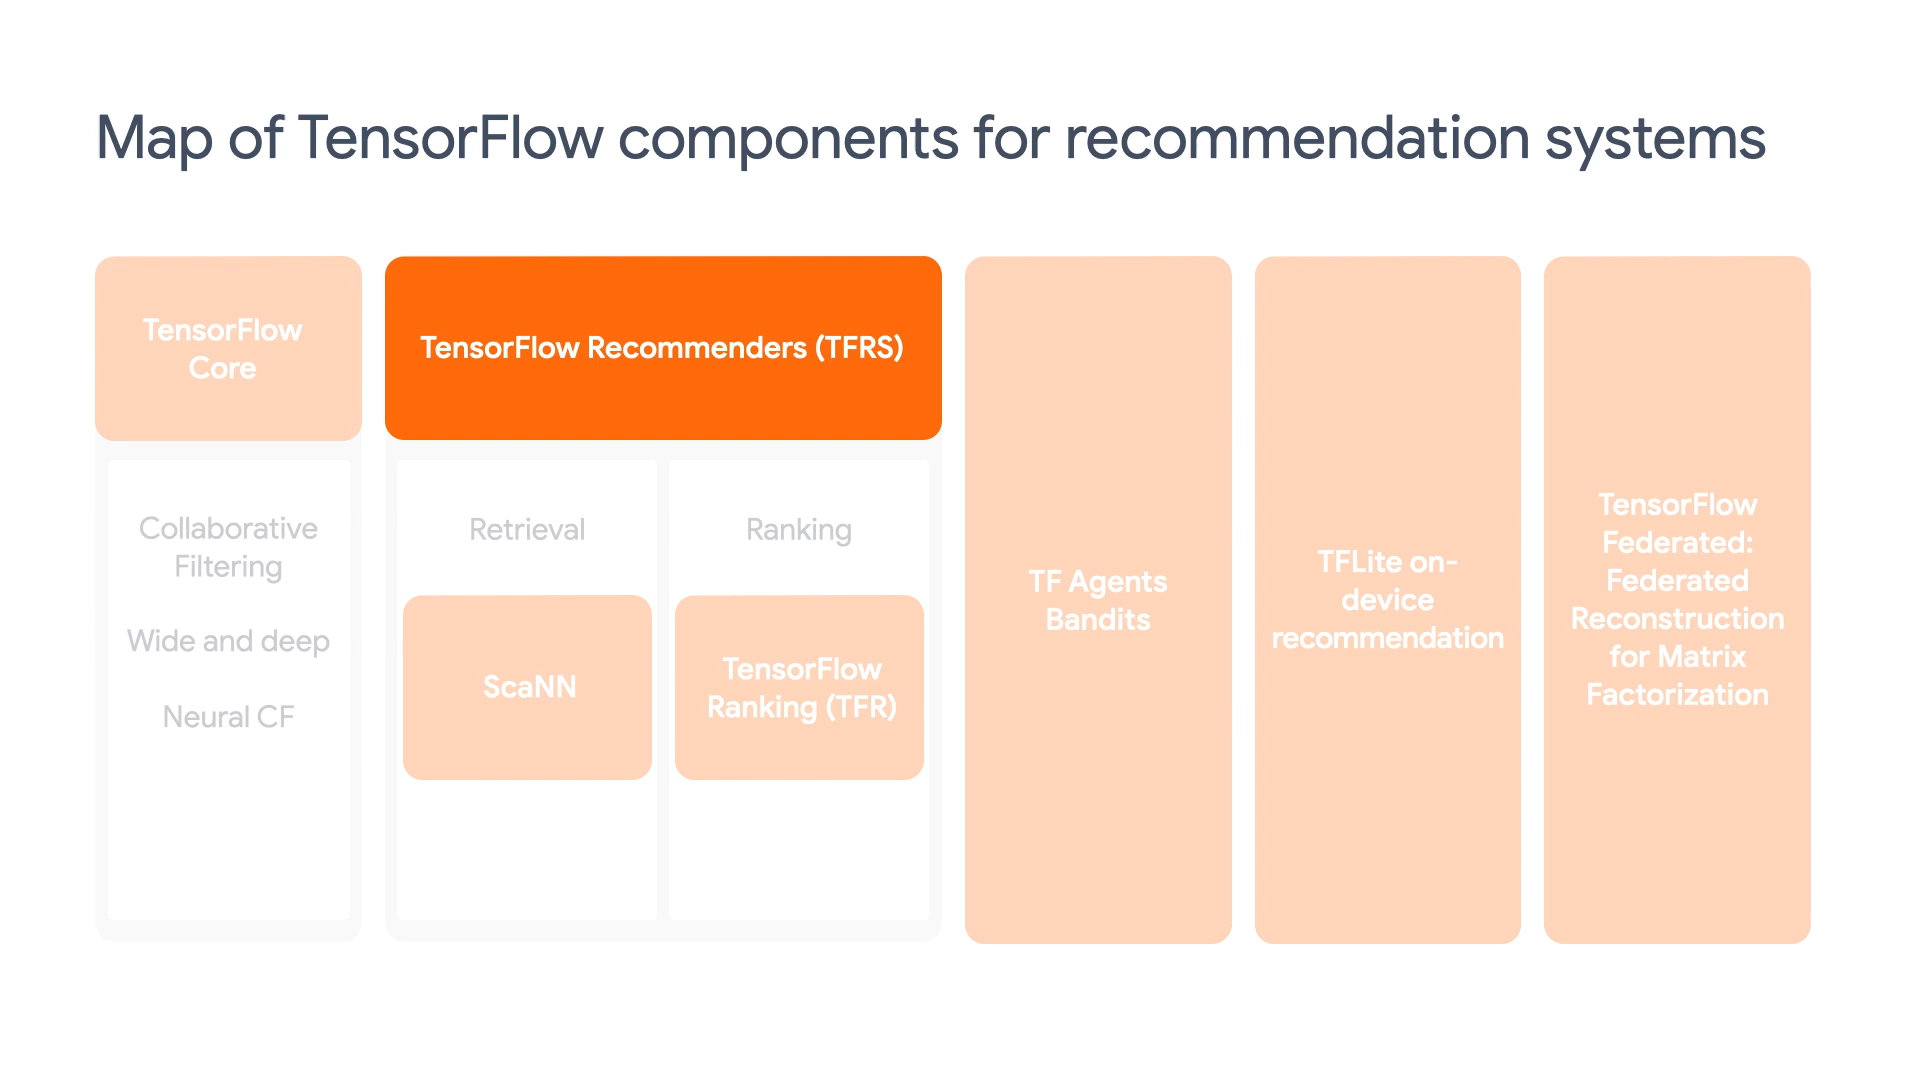 Map of TensorFlow components for recommendation systems
TensorFlow
Core
Collaborative
Filtering
Wide and deep
Neural CF
TensorFlow Recommenders (TFRS)
Retrieval
ScaNN
Ranking
TensorFlow
Ranking (TFR)
TF Agents
Bandits
TFLite on-
device
recommendation
TensorFlow
Federated:
Federated
Reconstruction
for Matrix
Factorization